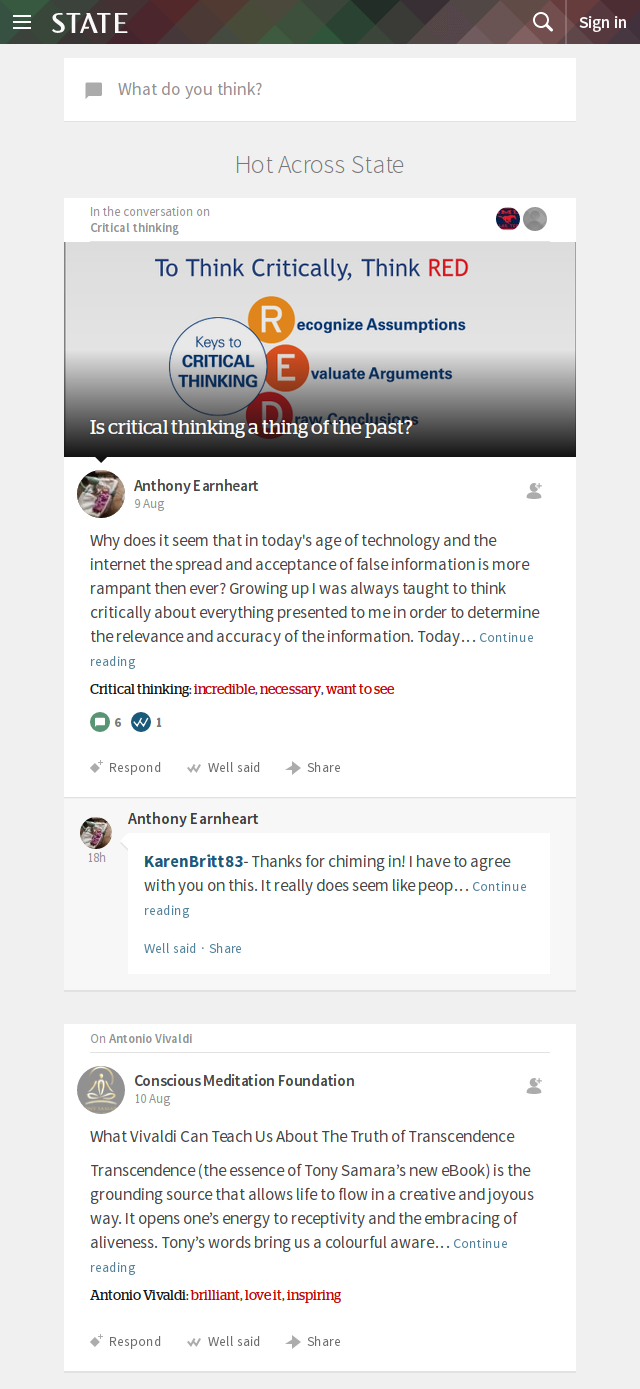 STATE
Sign in
What do you think?
Hot Across State
In the conversation on
Critical thinking
To Think Critically, Think RED
Recognize Assumptions
Keys to
CRITICAL
THINKING
Evaluate Arguments
Draw Conclusions
Is critical thinking a thing of the past?
Anthony Earnheart
9 Aug
Why does it seem that in today's age of technology and the
internet the spread and acceptance of false information is more
rampant then ever? Growing up I was always taught to think
critically about everything presented to me in order to determine
the relevance and accuracy of the information. Today… Continue
reading
Critical thinking: incredible, necessary, want to see
6 1
Respond Well said Share
Anthony Earnheart
18h
KarenBritt83- Thanks for chiming in! I have to agree
with you on this. It really does seem like peop… Continue
reading
Well said · Share
On Antonio Vivaldi
Conscious Meditation Foundation
10 Aug
What Vivaldi Can Teach Us About The Truth of Transcendence
Transcendence (the essence of Tony Samara’s new eBook) is the
grounding source that allows life to flow in a creative and joyous
way. It opens one’s energy to receptivity and the embracing of
aliveness. Tony’s words bring us a colourful aware… Continue
reading
Antonio Vivaldi: brilliant, love it, inspiring
Respond Well said Share